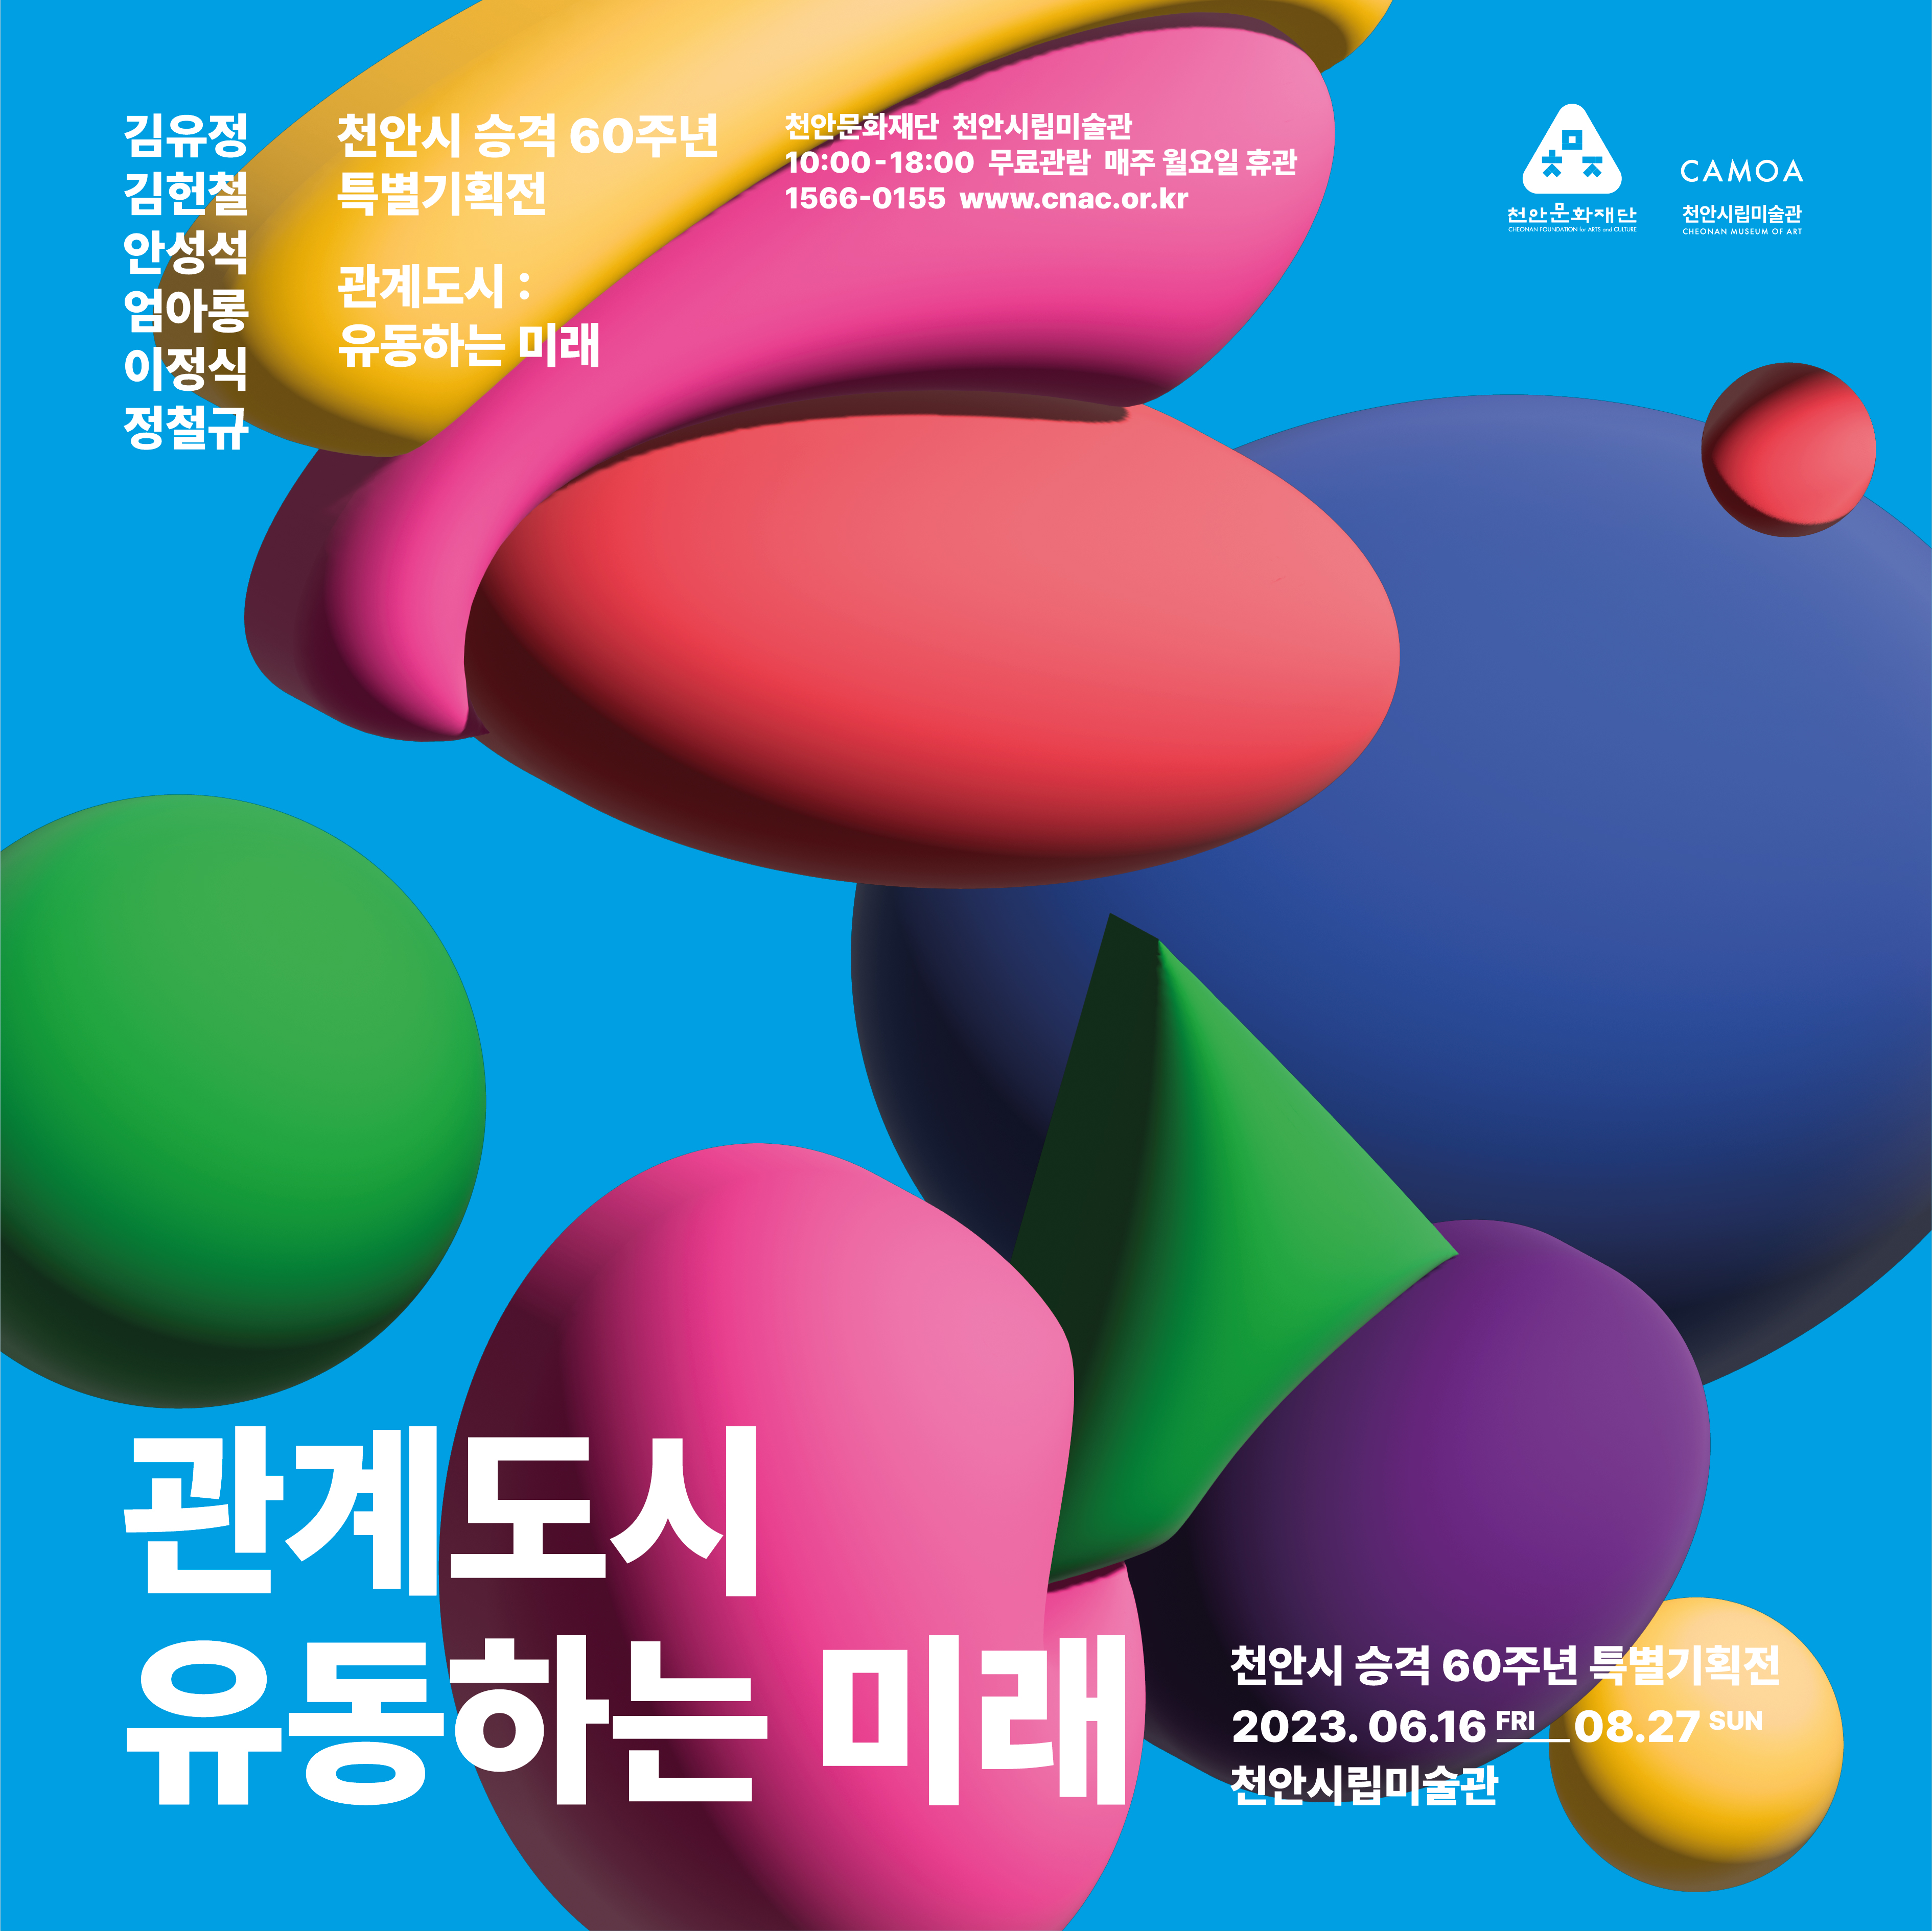 김유정
김헌철
안성석
엄아롱
이정식
정철규
천안시 승격 60주년
특별기획전
관계도시 :
유동하는 미래
천안문화재단 천안시립미술관
10:00-18:00 무료관람 매주 월요일 휴관
1566-0155 www.cnac.or.kr
천안문화재단
CHEONAN FOUNDATION for ARTS and CULTURE
CAMOA
천안시립미술관
CHEONAN MUSEUM OF ART
관계도시
유동하는 미래
천안시 승격 60주년 특별기획전
2023. 06.16 FRI 08.27 SUN
천안시립미술관